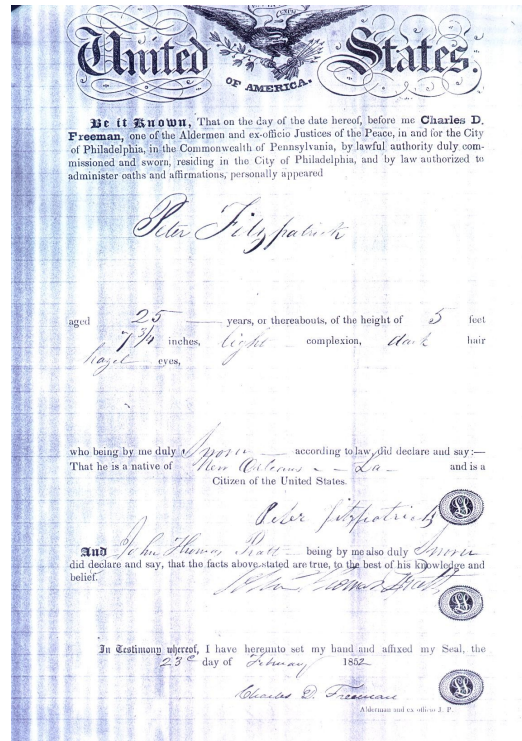 United States.
OF AMERICA.
Be it Known, That on the day of the date hereof, before me Charles D.
Freeman, one of the Aldermen and ex-officio Justices of the Peace, in and for the City
of Philadelphia, in the Commonwealth of Pennsylvania, by lawful authority duly com-
missioned and sworn, residing in the City of Philadelphia, and by law authorized to
administer oaths and affirmations, personally appeared
Peter Fitzpatrick
aged 25 years, or thereabouts, of the height of 5 feet
7 3/4 inches, light complexion, dark hair
hazel eyes,
who being by me duly Sworn according to law, did declare and say:—
That he is a native of New Orleans - La - and is a
Citizen of the United States.
Peter fitzpatrick
And John Thomas Pratt being by me also duly Sworn
did declare and say, that the facts above stated are true, to the best of his knowledge and
belief.
John Thomas Pratt
In Testimony whereof, I have hereunto set my hand and affixed my Seal, the
23d day of February 1852
Charles D. Freeman
Alderman and ex officio J. P.